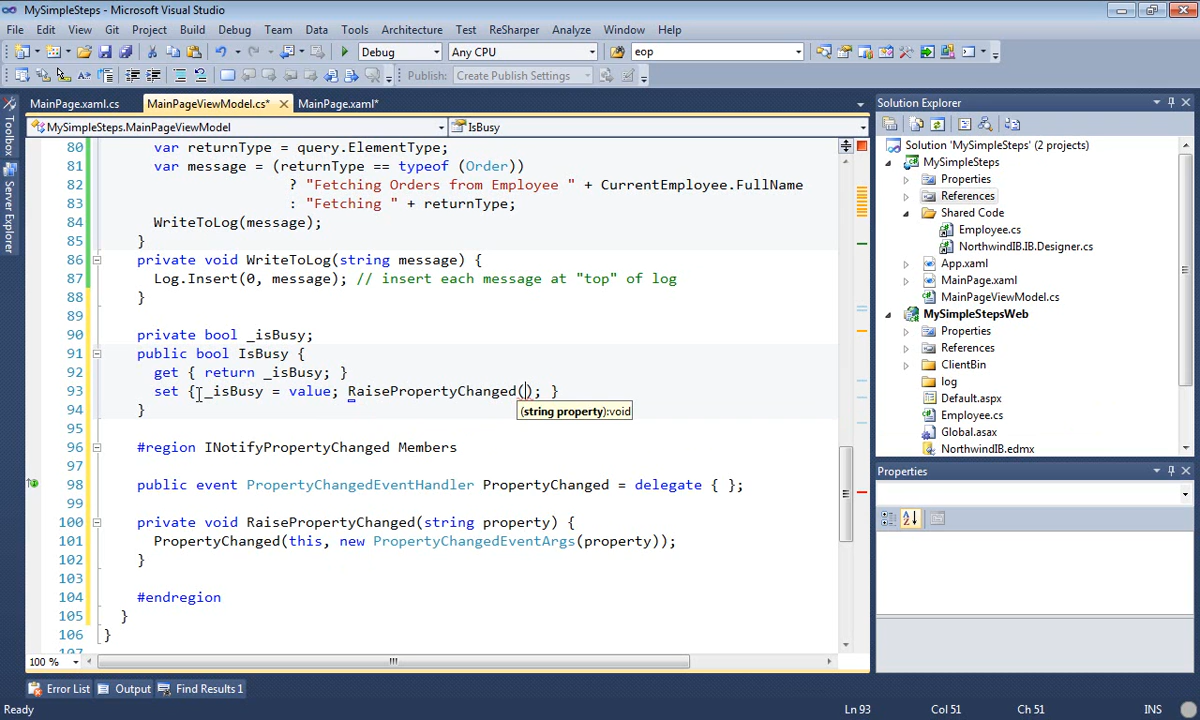 MySimpleSteps - Microsoft Visual Studio
File Edit View Git Project Build Debug Team Data Tools Architecture Test ReSharper Analyze Window Help
Debug Any CPU eop
Publish: Create Publish Settings
MainPage.xaml.cs MainPageViewModel.cs* MainPage.xaml*
MySimpleSteps.MainPageViewModel IsBusy
80 var returnType = query.ElementType;
81 var message = (returnType == typeof (Order))
82 ? "Fetching Orders from Employee " + CurrentEmployee.FullName
83 : "Fetching " + returnType;
84 WriteToLog(message);
85 }
86 private void WriteToLog(string message) {
87 Log.Insert(0, message); // insert each message at "top" of log
88 }
89
90 private bool _isBusy;
91 public bool IsBusy {
92 get { return _isBusy; }
93 set { _isBusy = value; RaisePropertyChanged(); }
(string property):void
94 }
95
96 #region INotifyPropertyChanged Members
97
98 public event PropertyChangedEventHandler PropertyChanged = delegate { };
99
100 private void RaisePropertyChanged(string property) {
101 PropertyChanged(this, new PropertyChangedEventArgs(property));
102 }
103
104 #endregion
105 }
106 }
107
100 %
Toolbox
Server Explorer
Solution Explorer
Solution 'MySimpleSteps' (2 projects)
MySimpleSteps
Properties
References
Shared Code
Employee.cs
NorthwindIB.IB.Designer.cs
App.xaml
MainPage.xaml
MainPageViewModel.cs
MySimpleStepsWeb
Properties
References
ClientBin
log
Default.aspx
Employee.cs
Global.asax
NorthwindIB.edmx
Properties
Error List Output Find Results 1
Ready Ln 93 Col 51 Ch 51 INS